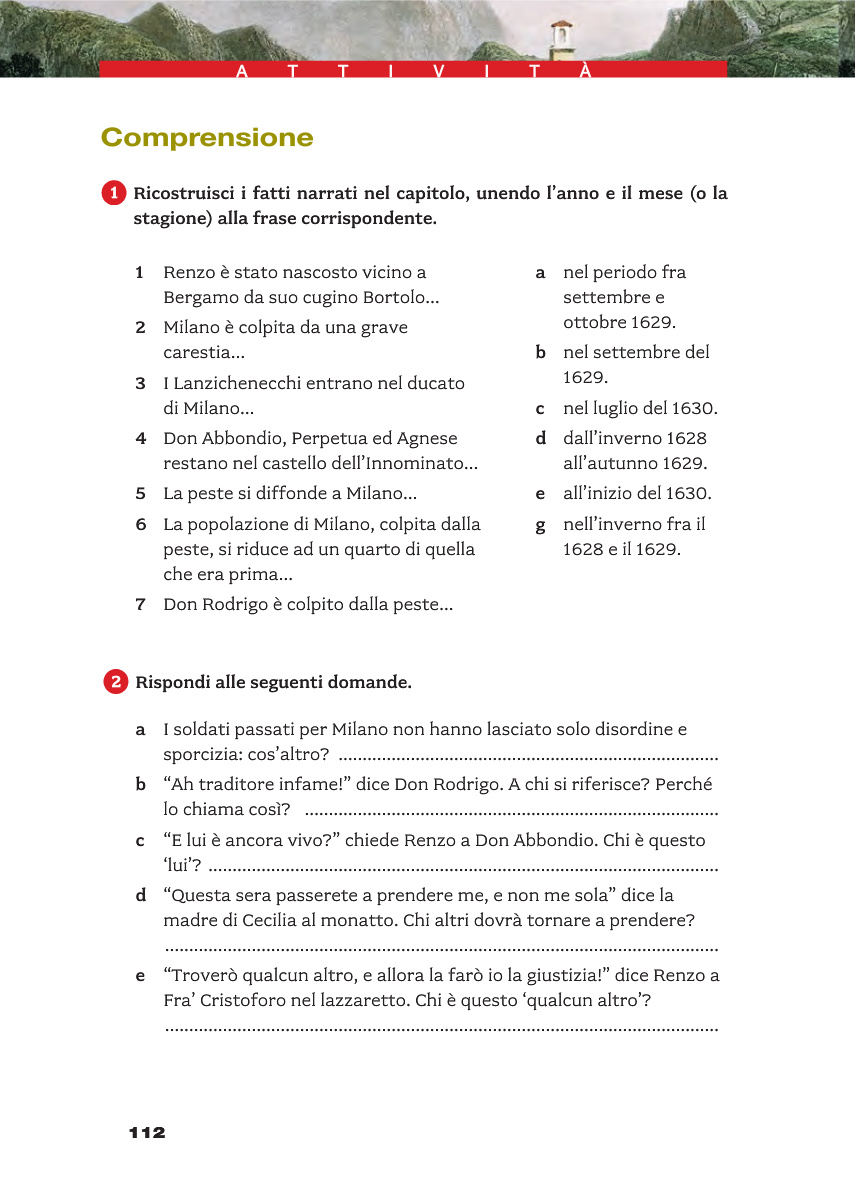 ATTIVITÀ
Comprensione
1 Ricostruisci i fatti narrati nel capitolo, unendo l’anno e il mese (o la
stagione) alla frase corrispondente.
1 Renzo è stato nascosto vicino a
Bergamo da suo cugino Bortolo...
2 Milano è colpita da una grave
carestia...
3 I Lanzichenecchi entrano nel ducato
di Milano...
4 Don Abbondio, Perpetua ed Agnese
restano nel castello dell’Innominato...
5 La peste si diffonde a Milano...
6 La popolazione di Milano, colpita dalla
peste, si riduce ad un quarto di quella
che era prima...
7 Don Rodrigo è colpito dalla peste...
a nel periodo fra
settembre e
ottobre 1629.
b nel settembre del
1629.
c nel luglio del 1630.
d dall’inverno 1628
all’autunno 1629.
e all’inizio del 1630.
g nell’inverno fra il
1628 e il 1629.
2 Rispondi alle seguenti domande.
a I soldati passati per Milano non hanno lasciato solo disordine e
sporcizia: cos’altro? ................................................................................
b “Ah traditore infame!” dice Don Rodrigo. A chi si riferisce? Perché
lo chiama così? .......................................................................................
c “E lui è ancora vivo?” chiede Renzo a Don Abbondio. Chi è questo
‘lui’? ...........................................................................................................
d “Questa sera passerete a prendere me, e non me sola” dice la
madre di Cecilia al monatto. Chi altri dovrà tornare a prendere?
....................................................................................................................
e “Troverò qualcun altro, e allora la farò io la giustizia!” dice Renzo a
Fra’ Cristoforo nel lazzaretto. Chi è questo ‘qualcun altro’?
....................................................................................................................
112